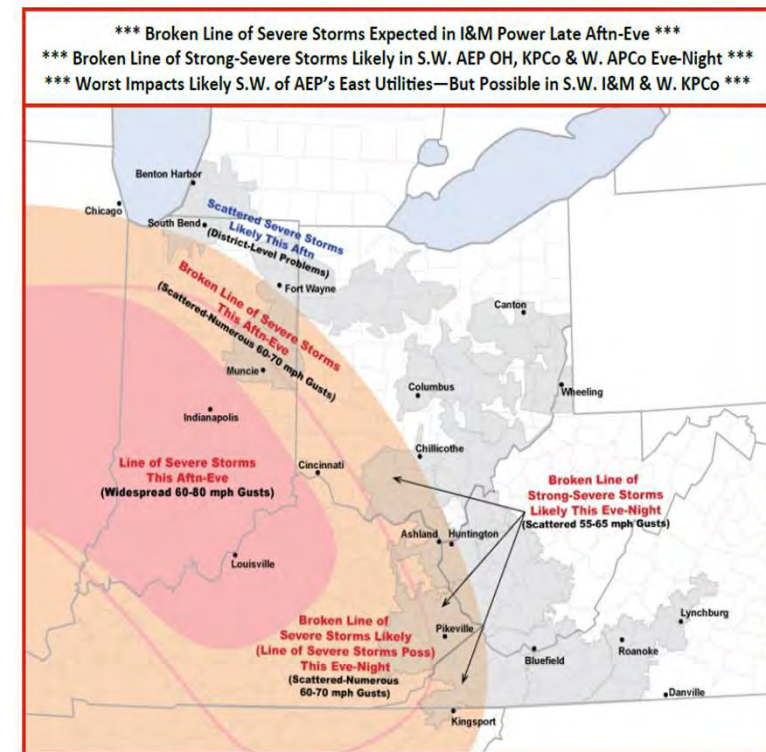 *** Broken Line of Severe Storms Expected in I&M Power Late Aftn-Eve ***
*** Broken Line of Strong-Severe Storms Likely in S.W. AEP OH, KPCo & W. APCo Eve-Night ***
*** Worst Impacts Likely S.W. of AEP's East Utilities—But Possible in S.W. I&M & W. KPCo ***
Benton Harbor
Chicago
South Bend
Scattered Severe Storms
Likely This Aftn
(District-Level Problems)
Fort Wayne
Broken Line of Severe Storms
This Aftn-Eve
(Scattered-Numerous 60-70 mph Gusts)
Canton
Muncie
Columbus
Wheeling
Indianapolis
Chillicothe
Line of Severe Storms
This Aftn-Eve
(Widespread 60-80 mph Gusts)
Cincinnati
Broken Line of
Strong-Severe Storms
Likely This Eve-Night
(Scattered 55-65 mph Gusts)
Ashland
Huntington
Louisville
Broken Line of
Severe Storms Likely
(Line of Severe Storms Poss)
This Eve-Night
(Scattered-Numerous
60-70 mph Gusts)
Pikeville
Lynchburg
Roanoke
Bluefield
Danville
Kingsport